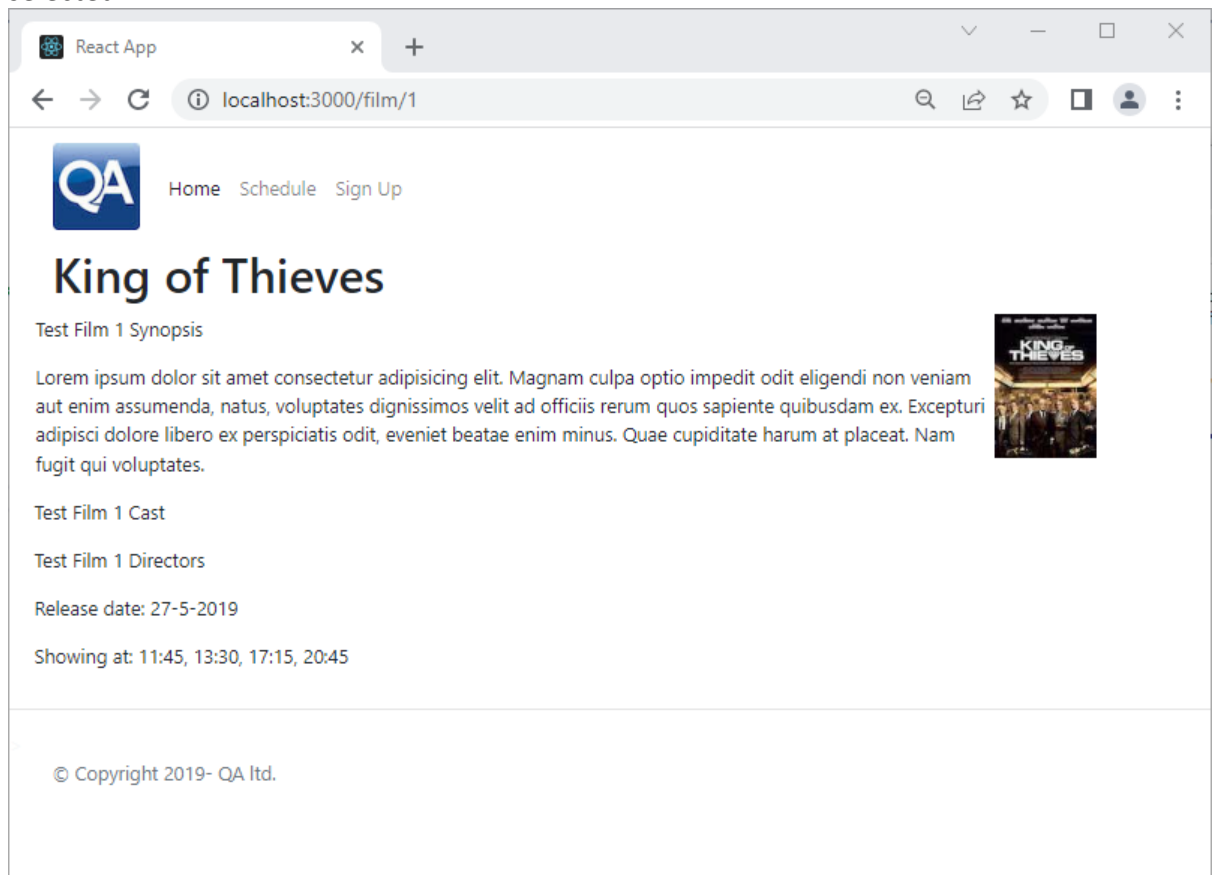 React App
localhost:3000/film/1
QA
Home Schedule Sign Up
King of Thieves
Test Film 1 Synopsis
KING OF
THIEVES
Lorem ipsum dolor sit amet consectetur adipisicing elit. Magnam culpa optio impedit odit eligendi non veniam
aut enim assumenda, natus, voluptates dignissimos velit ad officiis rerum quos sapiente quibusdam ex. Excepturi
adipisci dolore libero ex perspiciatis odit, eveniet beatae enim minus. Quae cupiditate harum at placeat. Nam
fugit qui voluptates.
Test Film 1 Cast
Test Film 1 Directors
Release date: 27-5-2019
Showing at: 11:45, 13:30, 17:15, 20:45
© Copyright 2019- QA ltd.